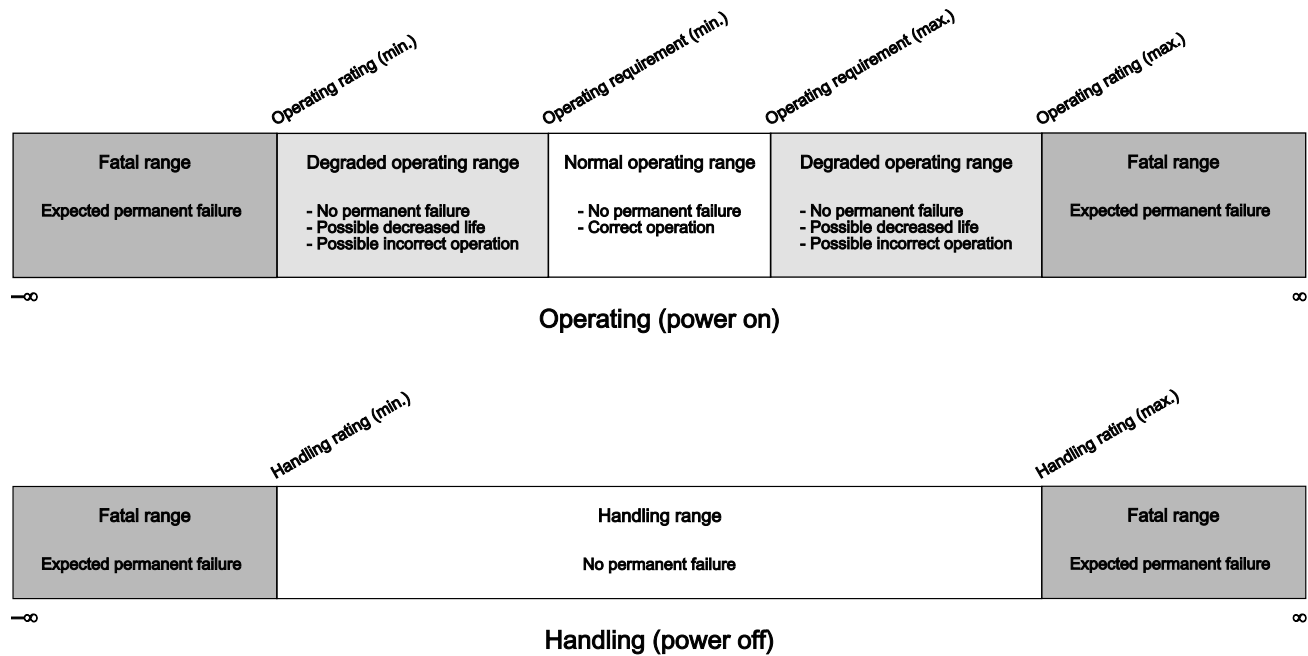 Operating rating (min.)
Operating requirement (min.)
Operating requirement (max.)
Operating rating (max.)
Fatal range
Expected permanent failure
Degraded operating range
- No permanent failure
- Possible decreased life
- Possible incorrect operation
Normal operating range
- No permanent failure
- Correct operation
Degraded operating range
- No permanent failure
- Possible decreased life
- Possible incorrect operation
Fatal range
Expected permanent failure
–∞
∞
Operating (power on)
Handling rating (min.)
Handling rating (max.)
Fatal range
Expected permanent failure
Handling range
No permanent failure
Fatal range
Expected permanent failure
–∞
∞
Handling (power off)